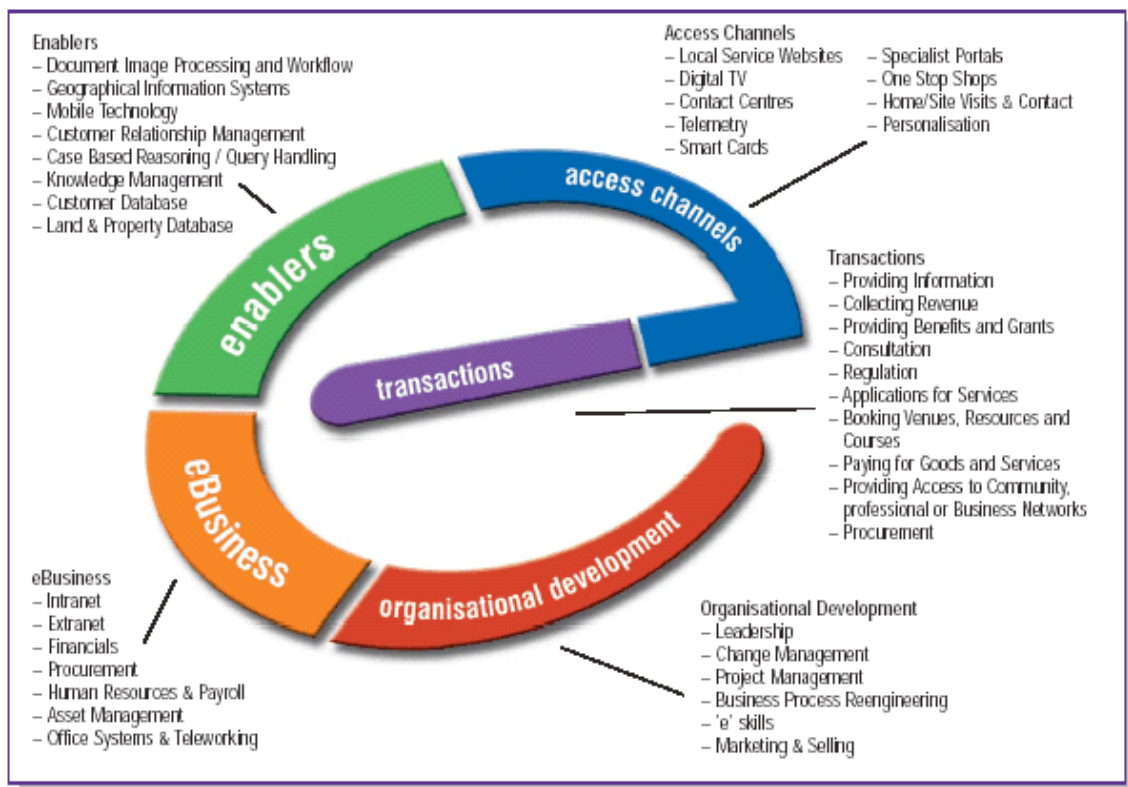 Enablers
– Document Image Processing and Workflow
– Geographical Information Systems
– Mobile Technology
– Customer Relationship Management
– Case Based Reasoning / Query Handling
– Knowledge Management
– Customer Database
– Land & Property Database
Access Channels
– Local Service Websites
– Digital TV
– Contact Centres
– Telemetry
– Smart Cards
– Specialist Portals
– One Stop Shops
– Home/Site Visits & Contact
– Personalisation
access channels
enablers
transactions
eBusiness
organisational development
Transactions
– Providing Information
– Collecting Revenue
– Providing Benefits and Grants
– Consultation
– Regulation
– Applications for Services
– Booking Venues, Resources and
Courses
– Paying for Goods and Services
– Providing Access to Community,
professional or Business Networks
– Procurement
eBusiness
– Intranet
– Extranet
– Financials
– Procurement
– Human Resources & Payroll
– Asset Management
– Office Systems & Teleworking
Organisational Development
– Leadership
– Change Management
– Project Management
– Business Process Reengineering
– 'e' skills
– Marketing & Selling